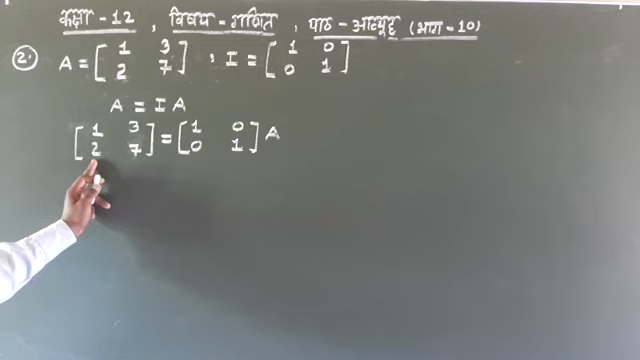 कक्षा - 12 , विषय = गणित , पाठ - आव्यूह (भाग = 10)
2. A = [ 1 3 ] , I = [ 1 0 ]
[ 2 7 ] [ 0 1 ]
A = I A
[ 1 3 ] = [ 1 0 ] A
[ 2 7 ] [ 0 1 ]